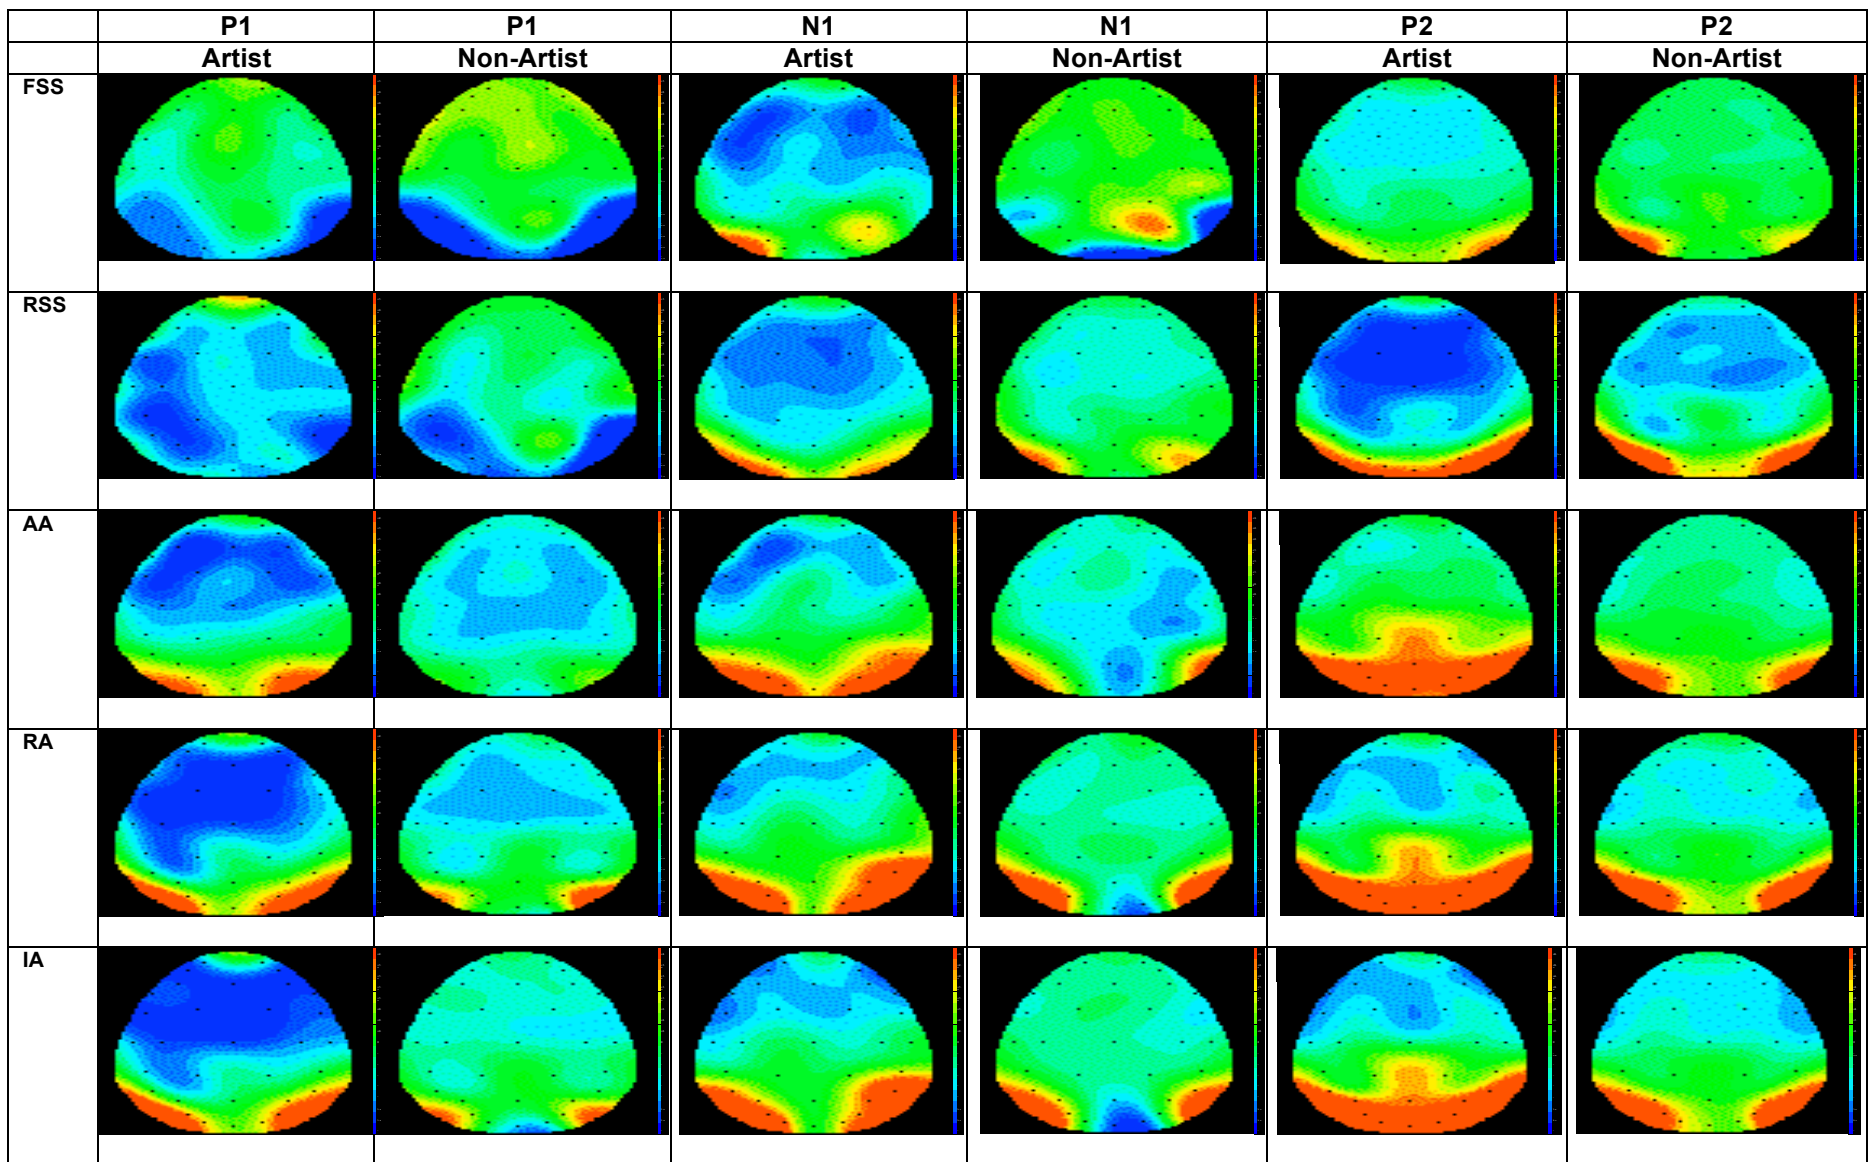 P1 P1 N1 N1 P2 P2
Artist Non-Artist Artist Non-Artist Artist Non-Artist
FSS
RSS
AA
RA
IA